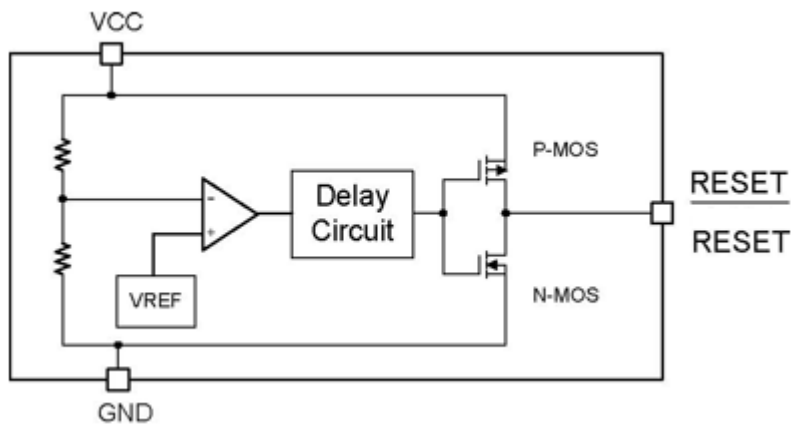 VCC
P-MOS
RESET
RESET
-
+
Delay
Circuit
VREF
N-MOS
GND